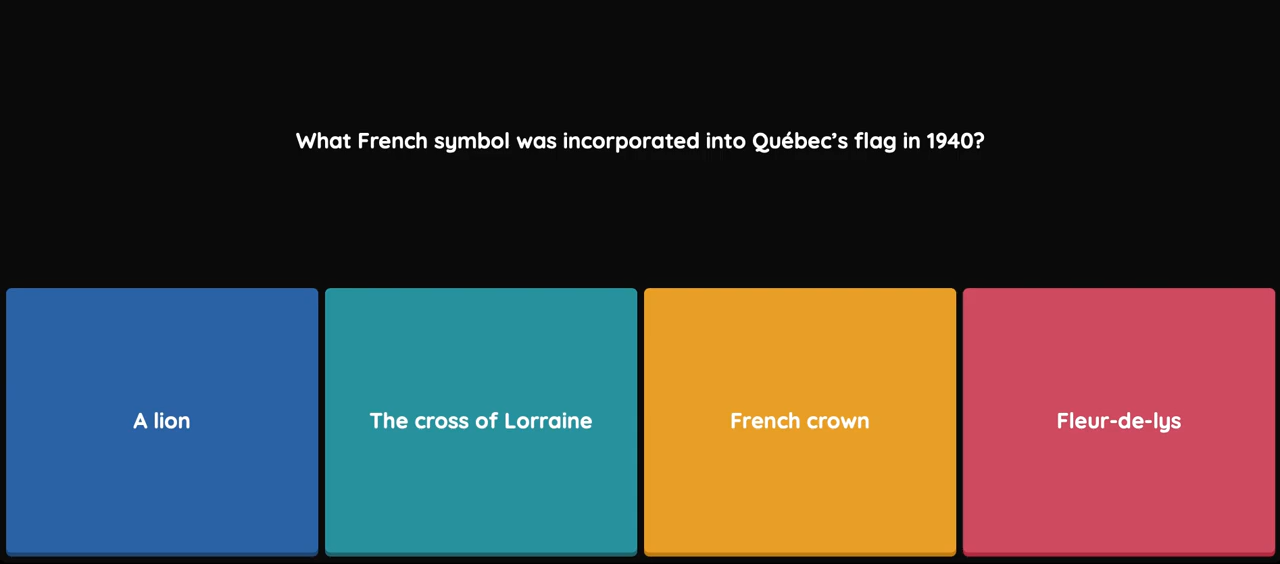 What French symbol was incorporated into Québec’s flag in 1940?
A lion
The cross of Lorraine
French crown
Fleur-de-lys